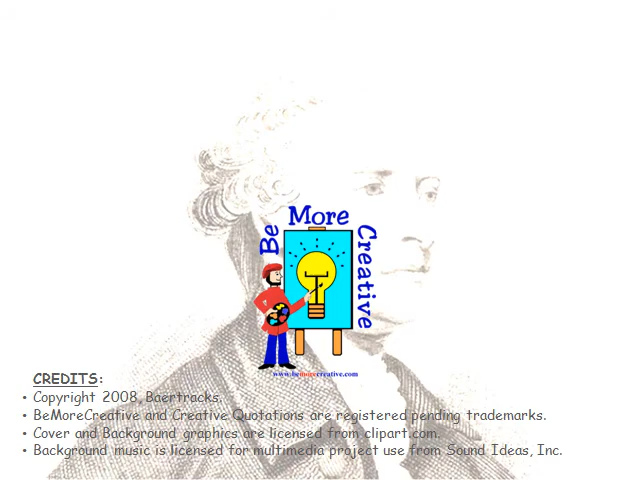 Be More Creative
www.bemorecreative.com
CREDITS:
• Copyright 2008 Baertracks.
• BeMoreCreative and Creative Quotations are registered pending trademarks.
• Cover and Background graphics are licensed from clipart.com.
• Background music is licensed for multimedia project use from Sound Ideas, Inc.